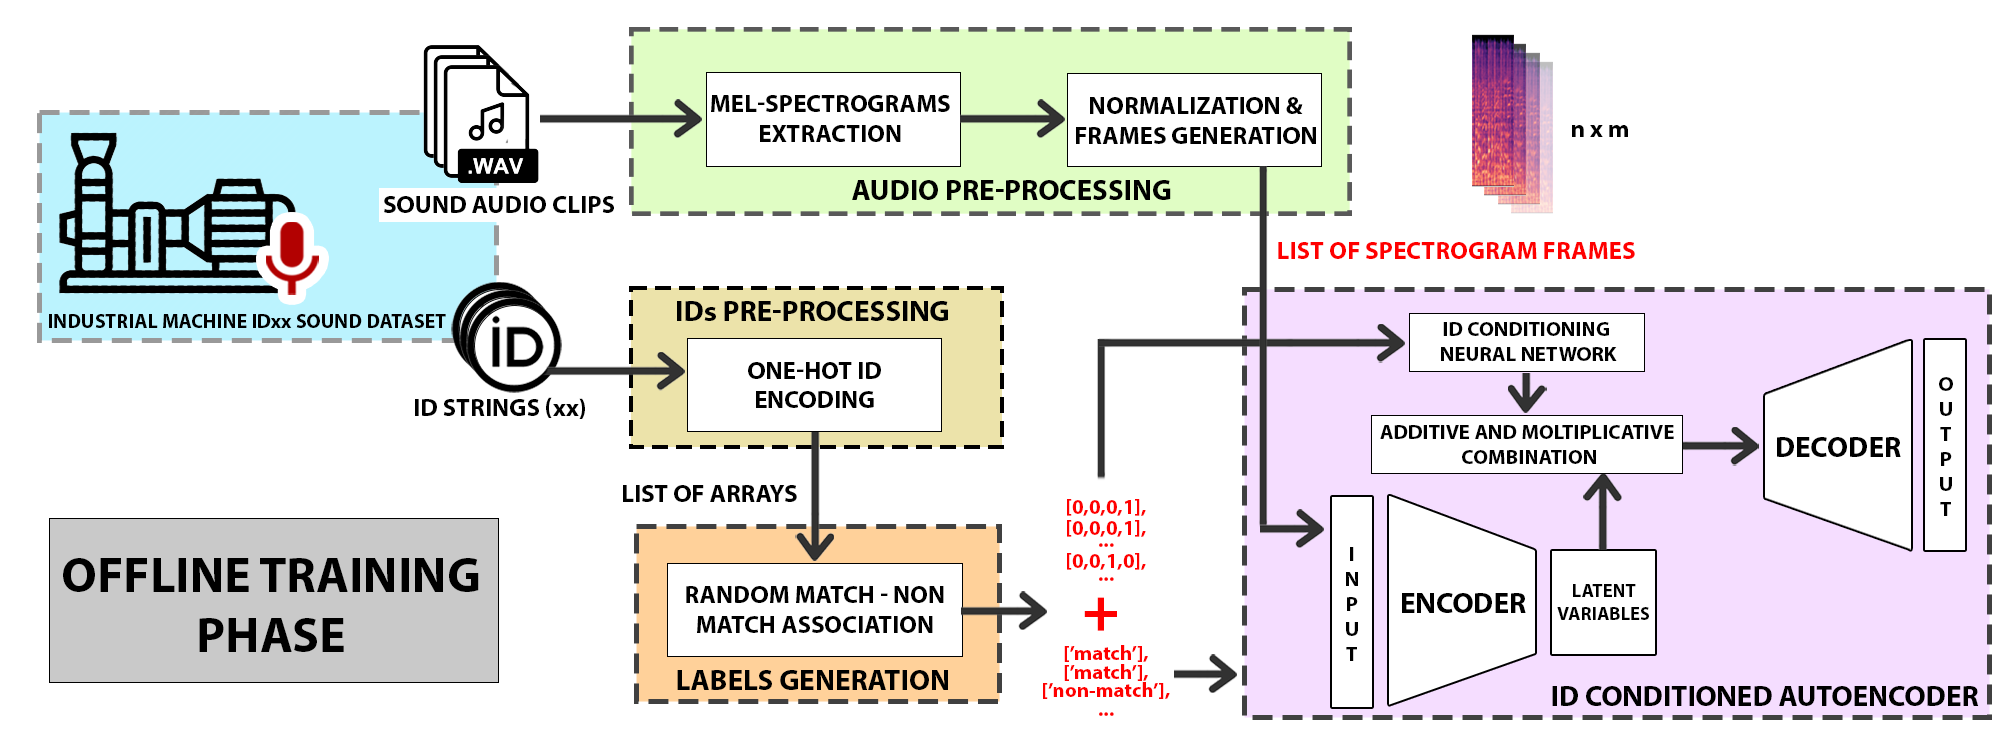 .WAV
SOUND AUDIO CLIPS
INDUSTRIAL MACHINE IDxx SOUND DATASET
iD
ID STRINGS (xx)
MEL-SPECTROGRAMS
EXTRACTION
NORMALIZATION &
FRAMES GENERATION
AUDIO PRE-PROCESSING
n x m
LIST OF SPECTROGRAM FRAMES
IDs PRE-PROCESSING
ONE-HOT ID
ENCODING
LIST OF ARRAYS
RANDOM MATCH - NON
MATCH ASSOCIATION
LABELS GENERATION
OFFLINE TRAINING
PHASE
[0,0,0,1],
[0,0,0,1],
...
[0,0,1,0],
...
+
['match'],
['match'],
['non-match'],
...
ID CONDITIONING
NEURAL NETWORK
ADDITIVE AND MOLTIPLICATIVE
COMBINATION
INPUT
ENCODER
LATENT
VARIABLES
DECODER
OUTPUT
ID CONDITIONED AUTOENCODER